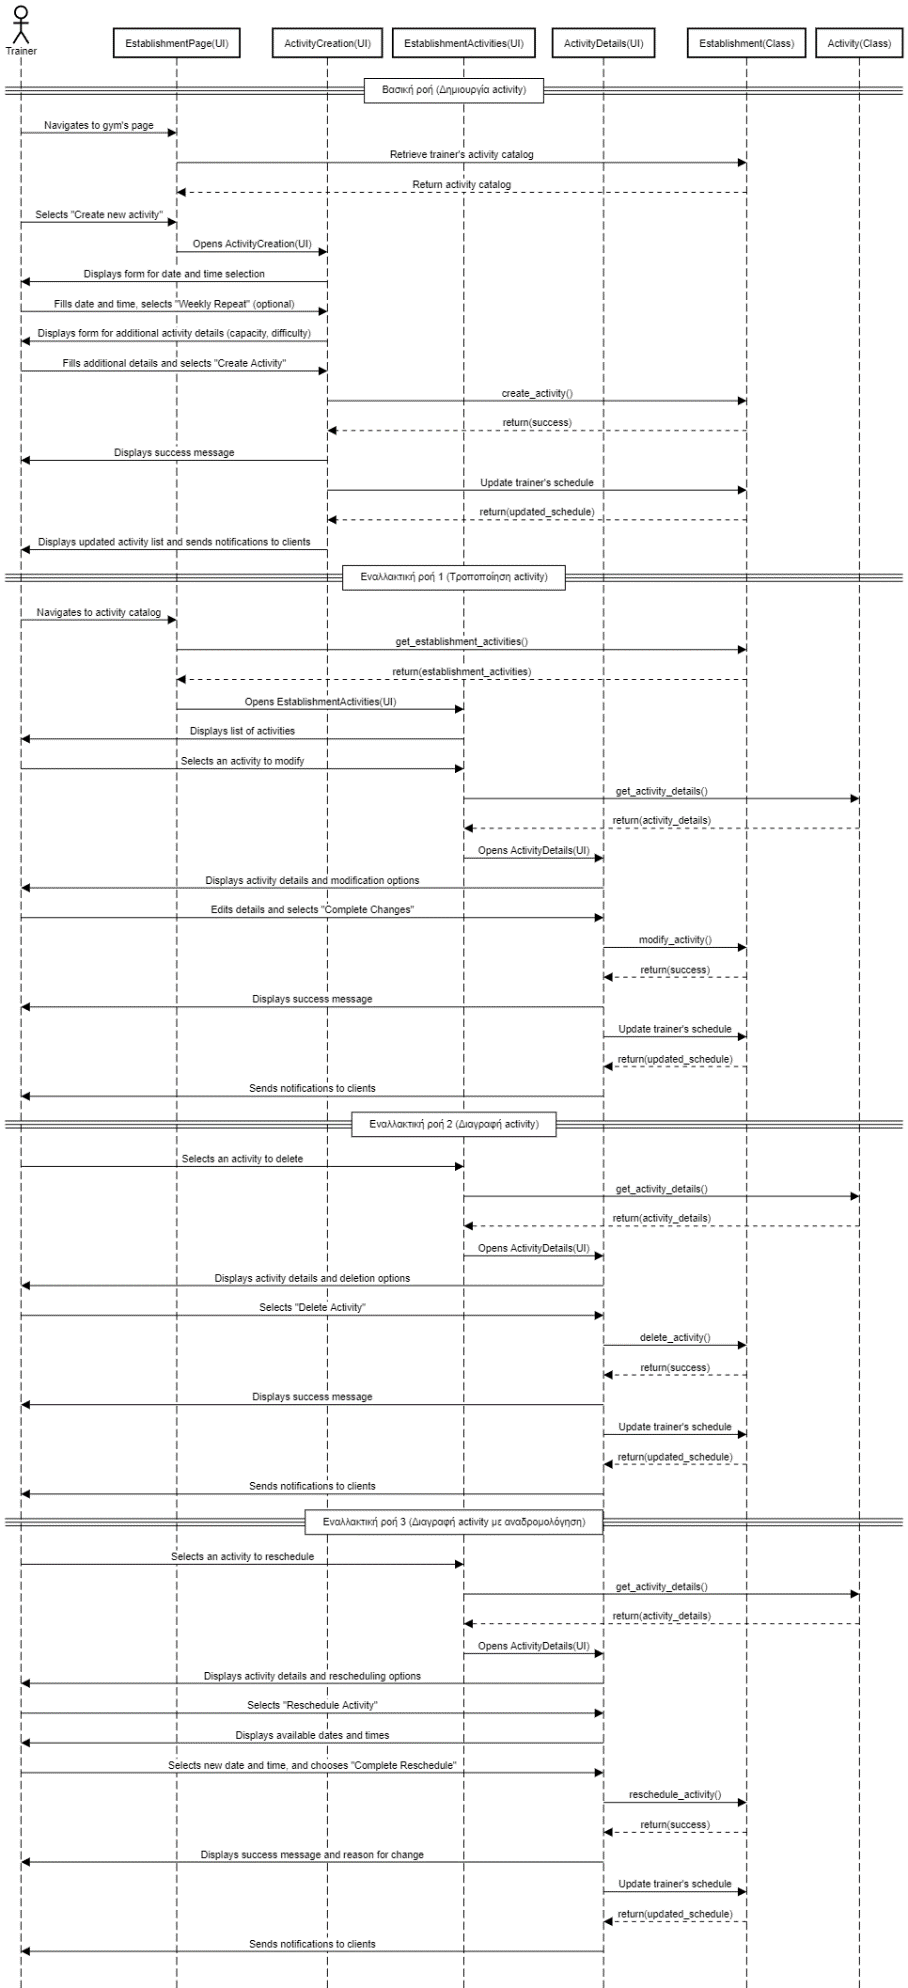 Trainer
EstablishmentPage(UI)
ActivityCreation(UI)
EstablishmentActivities(UI)
ActivityDetails(UI)
Establishment(Class)
Activity(Class)
Βασική ροή (Δημιουργία activity)
Navigates to gym's page
Retrieve trainer's activity catalog
Return activity catalog
Selects "Create new activity"
Opens ActivityCreation(UI)
Displays form for date and time selection
Fills date and time, selects "Weekly Repeat" (optional)
Displays form for additional activity details (capacity, difficulty)
Fills additional details and selects "Create Activity"
create_activity()
return(success)
Displays success message
Update trainer's schedule
return(updated_schedule)
Displays updated activity list and sends notifications to clients
Εναλλακτική ροή 1 (Τροποποίηση activity)
Navigates to activity catalog
get_establishment_activities()
return(establishment_activities)
Opens EstablishmentActivities(UI)
Displays list of activities
Selects an activity to modify
get_activity_details()
return(activity_details)
Opens ActivityDetails(UI)
Displays activity details and modification options
Edits details and selects "Complete Changes"
modify_activity()
return(success)
Displays success message
Update trainer's schedule
return(updated_schedule)
Sends notifications to clients
Εναλλακτική ροή 2 (Διαγραφή activity)
Selects an activity to delete
get_activity_details()
return(activity_details)
Opens ActivityDetails(UI)
Displays activity details and deletion options
Selects "Delete Activity"
delete_activity()
return(success)
Displays success message
Update trainer's schedule
return(updated_schedule)
Sends notifications to clients
Εναλλακτική ροή 3 (Διαγραφή activity με αναδρομολόγηση)
Selects an activity to reschedule
get_activity_details()
return(activity_details)
Opens ActivityDetails(UI)
Displays activity details and rescheduling options
Selects "Reschedule Activity"
Displays available dates and times
Selects new date and time, and chooses "Complete Reschedule"
reschedule_activity()
return(success)
Displays success message and reason for change
Update trainer's schedule
return(updated_schedule)
Sends notifications to clients